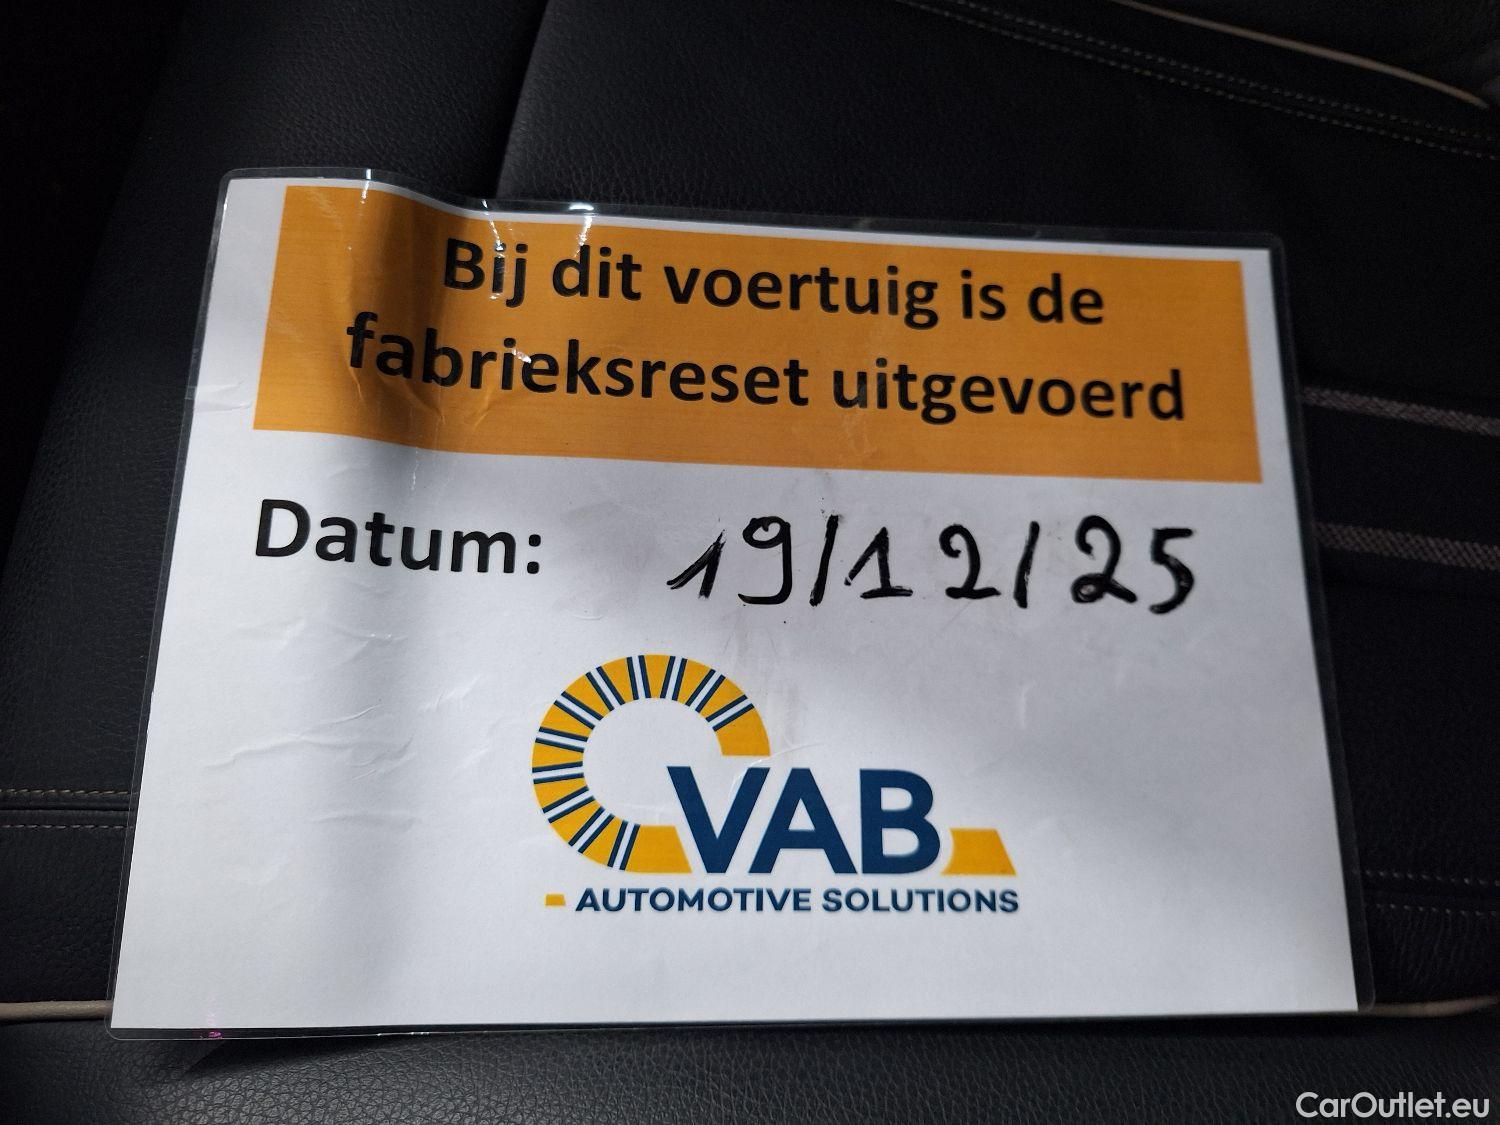 Bij dit voertuig is de
fabrieksreset uitgevoerd
Datum: 19/12/25
VAB
AUTOMOTIVE SOLUTIONS
CarOutlet.eu